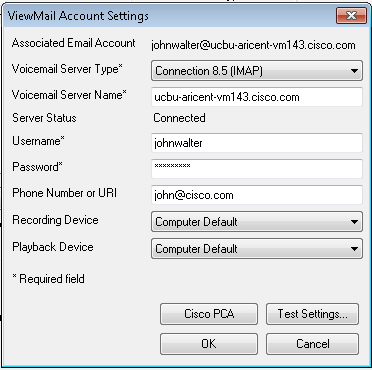 ViewMail Account Settings
Associated Email Account johnwalter@ucbu-aricent-vm143.cisco.com
Voicemail Server Type* Connection 8.5 (IMAP)
Voicemail Server Name* ucbu-aricent-vm143.cisco.com
Server Status Connected
Username* johnwalter
Password* *********
Phone Number or URI john@cisco.com
Recording Device Computer Default
Playback Device Computer Default
* Required field
Cisco PCA Test Settings...
OK Cancel